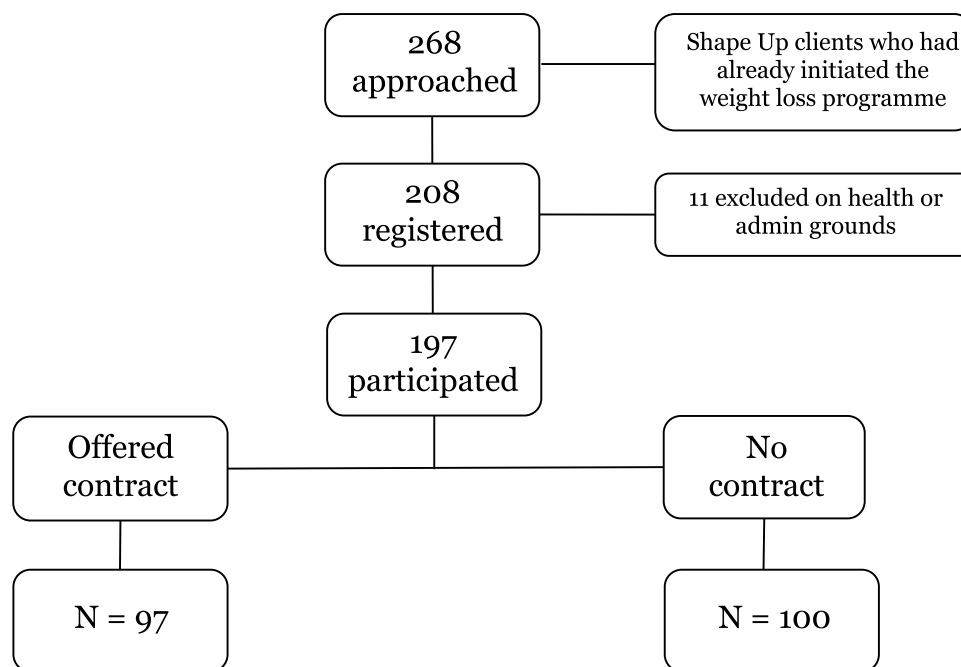 268
approached
Shape Up clients who had
already initiated the
weight loss programme
208
registered
11 excluded on health or
admin grounds
197
participated
Offered
contract
No
contract
N = 97
N = 100